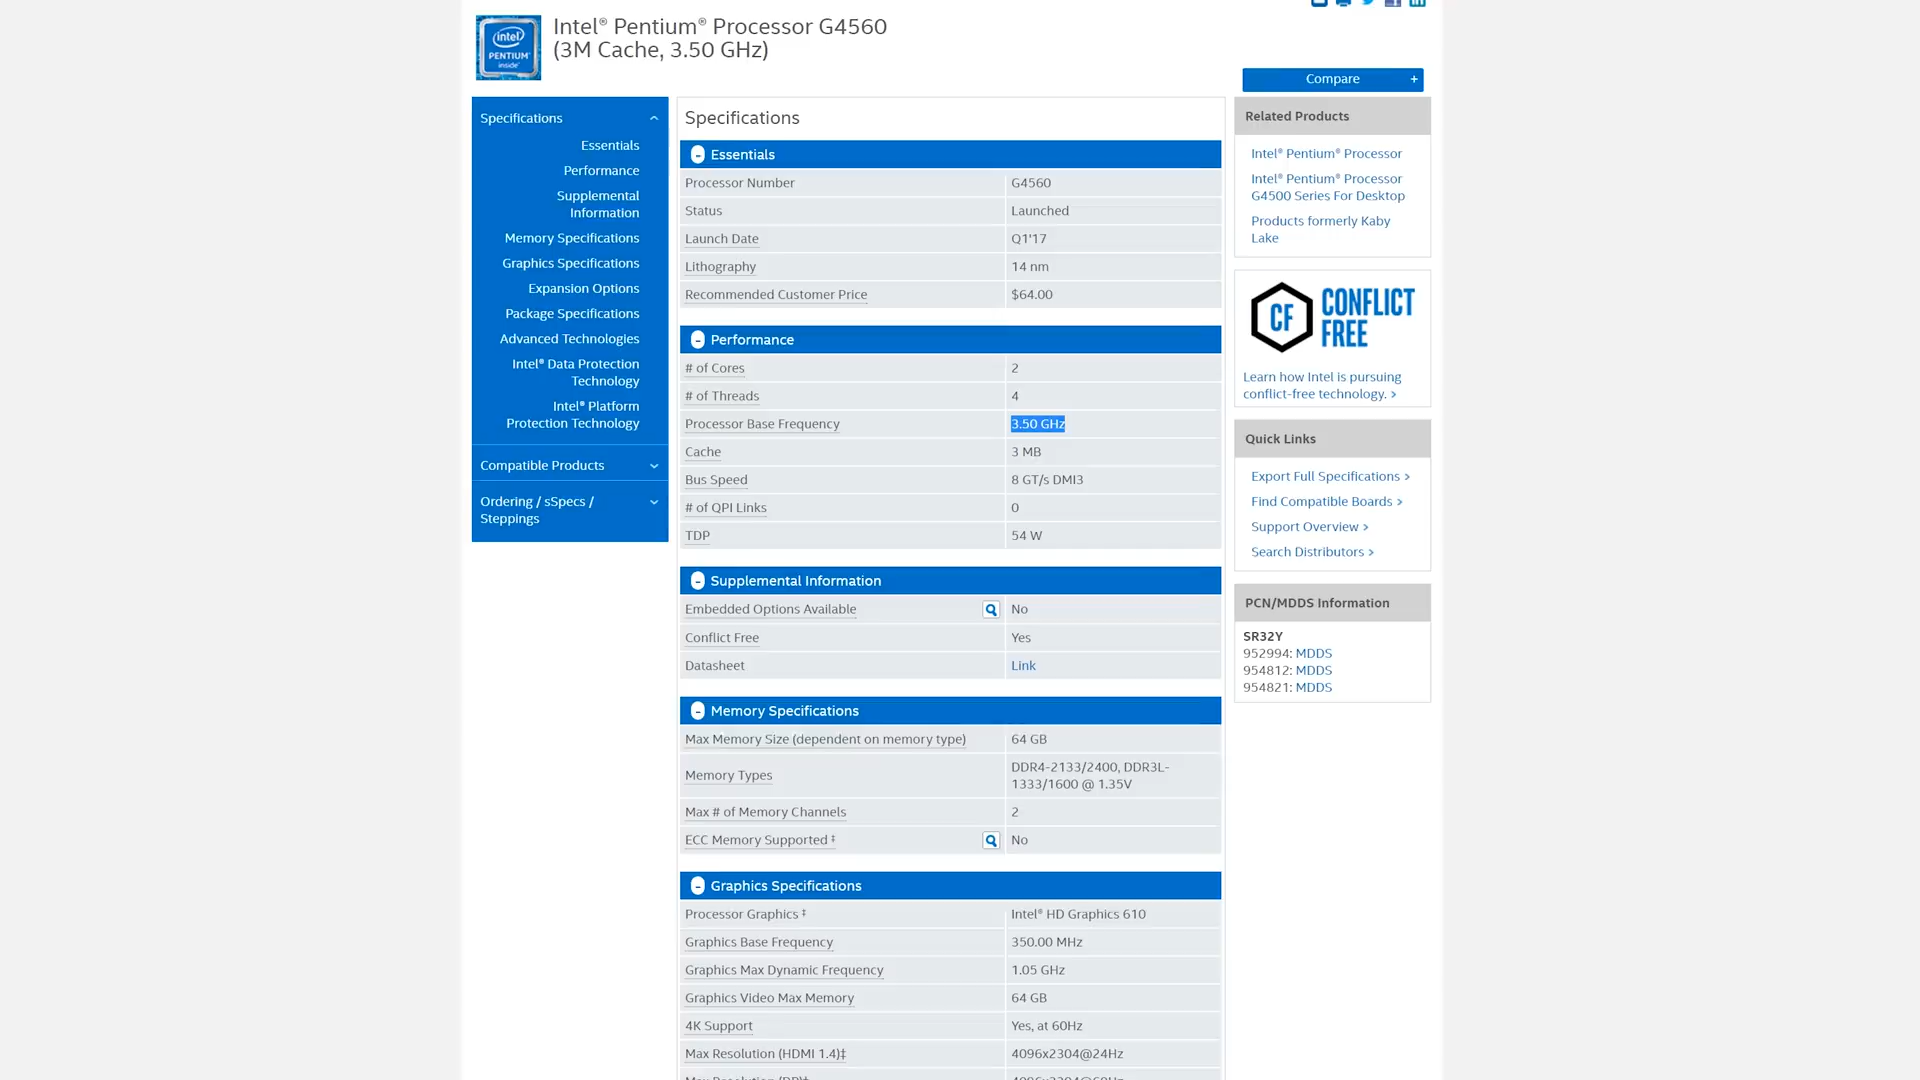 Intel® Pentium® Processor G4560
(3M Cache, 3.50 GHz)
intel
PENTIUM
inside
Compare +
Specifications
Essentials
Performance
Supplemental
Information
Memory Specifications
Graphics Specifications
Expansion Options
Package Specifications
Advanced Technologies
Intel® Data Protection
Technology
Intel® Platform
Protection Technology
Compatible Products
Ordering / sSpecs /
Steppings
Specifications
- Essentials
Processor Number G4560
Status Launched
Launch Date Q1'17
Lithography 14 nm
Recommended Customer Price $64.00
- Performance
# of Cores 2
# of Threads 4
Processor Base Frequency 3.50 GHz
Cache 3 MB
Bus Speed 8 GT/s DMI3
# of QPI Links 0
TDP 54 W
- Supplemental Information
Embedded Options Available No
Conflict Free Yes
Datasheet Link
- Memory Specifications
Max Memory Size (dependent on memory type) 64 GB
Memory Types DDR4-2133/2400, DDR3L-
1333/1600 @ 1.35V
Max # of Memory Channels 2
ECC Memory Supported ‡ No
- Graphics Specifications
Processor Graphics ‡ Intel® HD Graphics 610
Graphics Base Frequency 350.00 MHz
Graphics Max Dynamic Frequency 1.05 GHz
Graphics Video Max Memory 64 GB
4K Support Yes, at 60Hz
Max Resolution (HDMI 1.4)‡ 4096x2304@24Hz
Related Products
Intel® Pentium® Processor
Intel® Pentium® Processor
G4500 Series For Desktop
Products formerly Kaby
Lake
CF CONFLICT
FREE
Learn how Intel is pursuing
conflict-free technology. >
Quick Links
Export Full Specifications >
Find Compatible Boards >
Support Overview >
Search Distributors >
PCN/MDDS Information
SR32Y
952994: MDDS
954812: MDDS
954821: MDDS